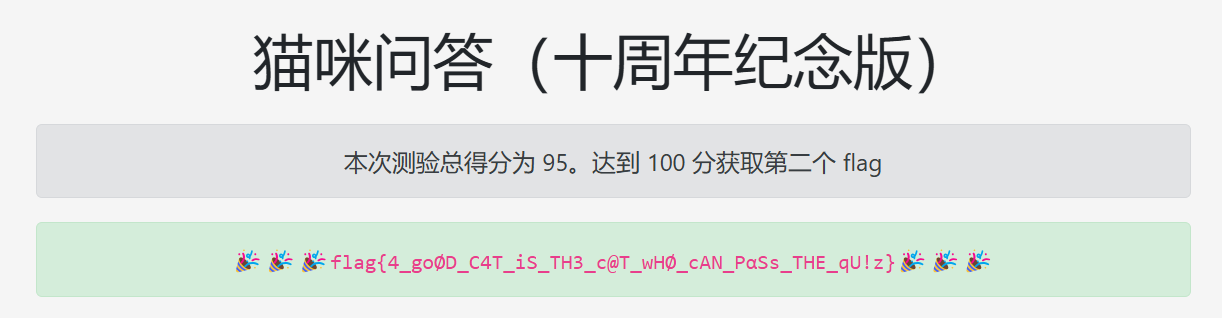 猫咪问答（十周年纪念版）
本次测验总得分为 95。达到 100 分获取第二个 flag
🎉 🎉 🎉 flag{4_goØD_C4T_iS_TH3_c@T_wHØ_cAN_PαSs_THE_qU!z} 🎉 🎉 🎉